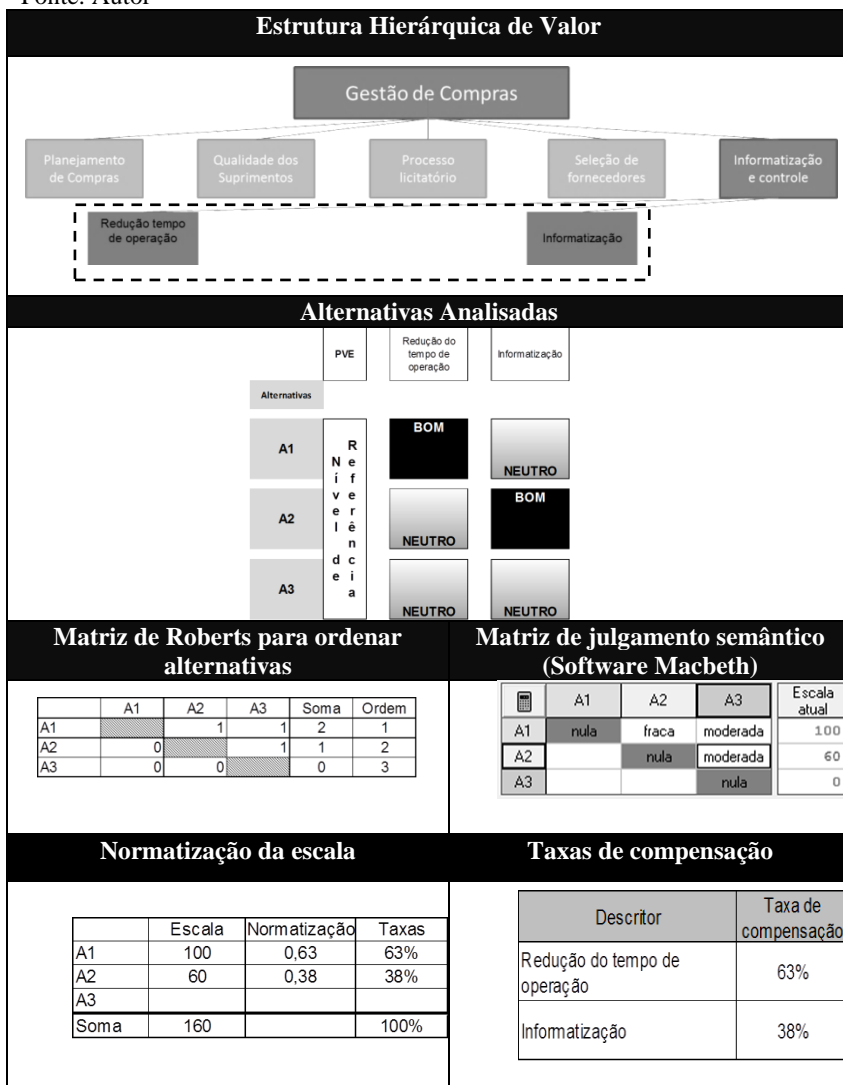 Fonte: Autor
Estrutura Hierárquica de Valor
Gestão de Compras
Planejamento de Compras
Qualidade dos Suprimentos
Processo licitatório
Seleção de fornecedores
Informatização e controle
Redução tempo de operação
Informatização
Alternativas Analisadas
PVE
Redução do tempo de operação
Informatização
Alternativas
Nível de Referência
A1
BOM
NEUTRO
A2
NEUTRO
BOM
A3
NEUTRO
NEUTRO
Matriz de Roberts para ordenar alternativas
A1 A2 A3 Soma Ordem
A1 1 1 2 1
A2 0 1 1 2
A3 0 0 0 3
Matriz de julgamento semântico (Software Macbeth)
A1 A2 A3 Escala atual
A1 nula fraca moderada 100
A2 nula moderada 60
A3 nula 0
Normatização da escala
Escala Normatização Taxas
A1 100 0,63 63%
A2 60 0,38 38%
A3
Soma 160 100%
Taxas de compensação
Descritor Taxa de compensação
Redução do tempo de operação 63%
Informatização 38%